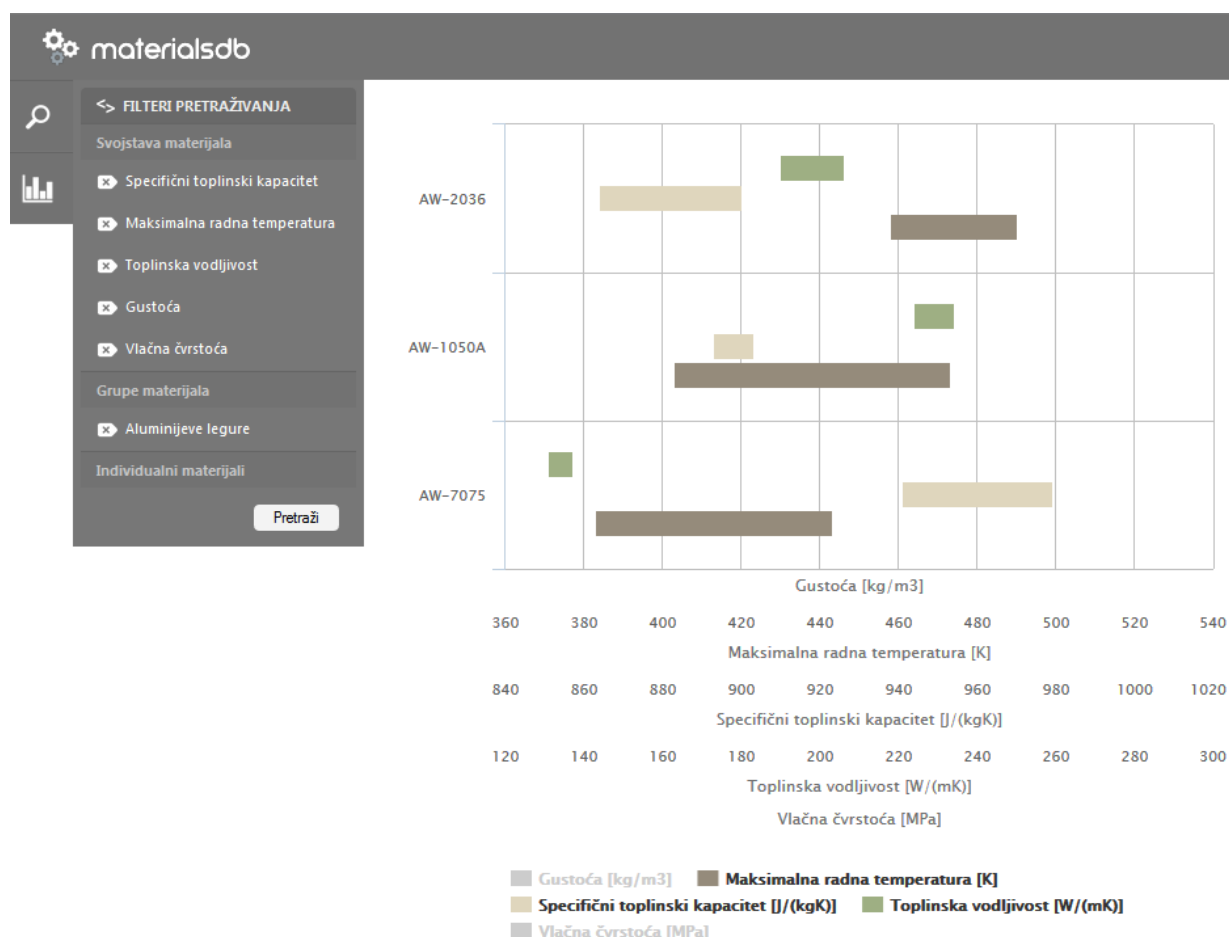 materialsdb
<> FILTERI PRETRAŽIVANJA
Svojstava materijala
Specifični toplinski kapacitet
Maksimalna radna temperatura
Toplinska vodljivost
Gustoća
Vlačna čvrstoća
Grupe materijala
Aluminijeve legure
Individualni materijali
Pretraži
AW-2036
AW-1050A
AW-7075
Gustoća [kg/m3]
360 380 400 420 440 460 480 500 520 540
Maksimalna radna temperatura [K]
840 860 880 900 920 940 960 980 1000 1020
Specifični toplinski kapacitet [J/(kgK)]
120 140 160 180 200 220 240 260 280 300
Toplinska vodljivost [W/(mK)]
Vlačna čvrstoća [MPa]
Gustoća [kg/m3] Maksimalna radna temperatura [K]
Specifični toplinski kapacitet [J/(kgK)] Toplinska vodljivost [W/(mK)]
Vlačna čvrstoća [MPa]